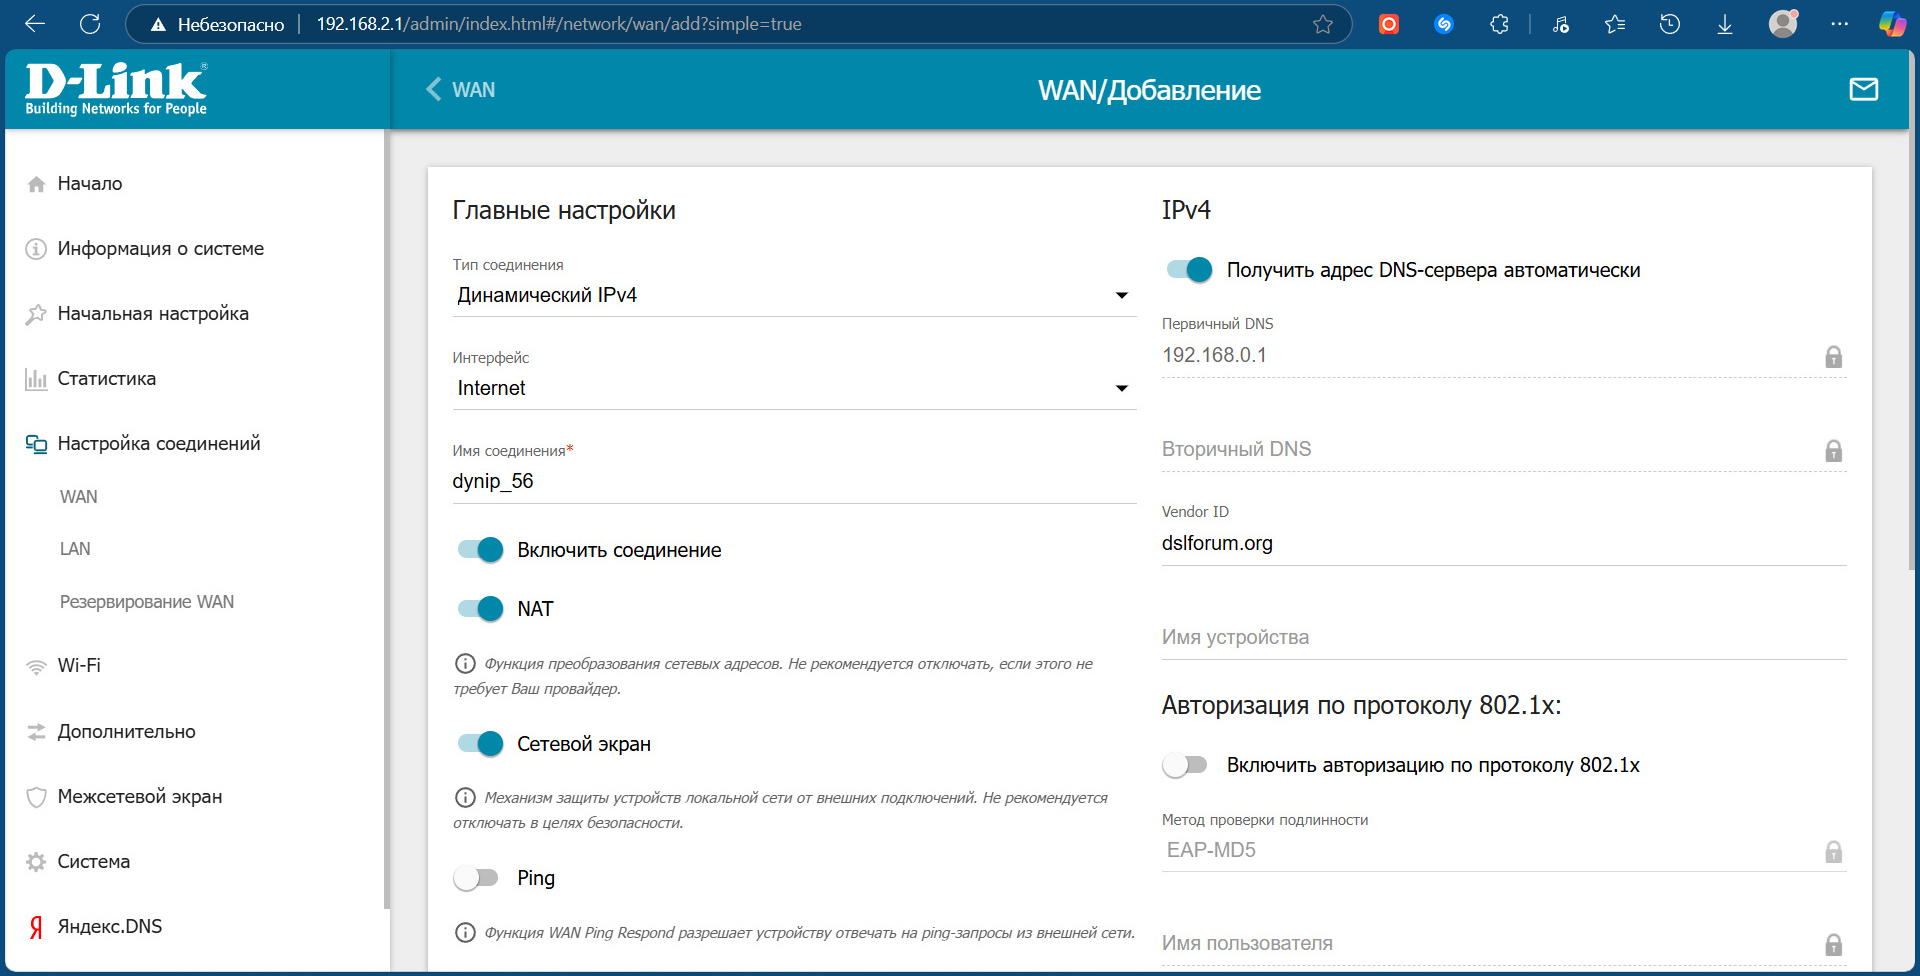 Небезопасно
192.168.2.1/admin/index.html#/network/wan/add?simple=true
D-Link®
Building Networks for People
WAN
WAN/Добавление
Начало
Информация о системе
Начальная настройка
Статистика
Настройка соединений
WAN
LAN
Резервирование WAN
Wi-Fi
Дополнительно
Межсетевой экран
Система
Я Яндекс.DNS
Главные настройки
Тип соединения
Динамический IPv4
Интерфейс
Internet
Имя соединения*
dynip_56
Включить соединение
NAT
Функция преобразования сетевых адресов. Не рекомендуется отключать, если этого не
требует Ваш провайдер.
Сетевой экран
Механизм защиты устройств локальной сети от внешних подключений. Не рекомендуется
отключать в целях безопасности.
Ping
Функция WAN Ping Respond разрешает устройству отвечать на ping-запросы из внешней сети.
IPv4
Получить адрес DNS-сервера автоматически
Первичный DNS
192.168.0.1
Вторичный DNS
Vendor ID
dslforum.org
Имя устройства
Авторизация по протоколу 802.1x:
Включить авторизацию по протоколу 802.1x
Метод проверки подлинности
EAP-MD5
Имя пользователя